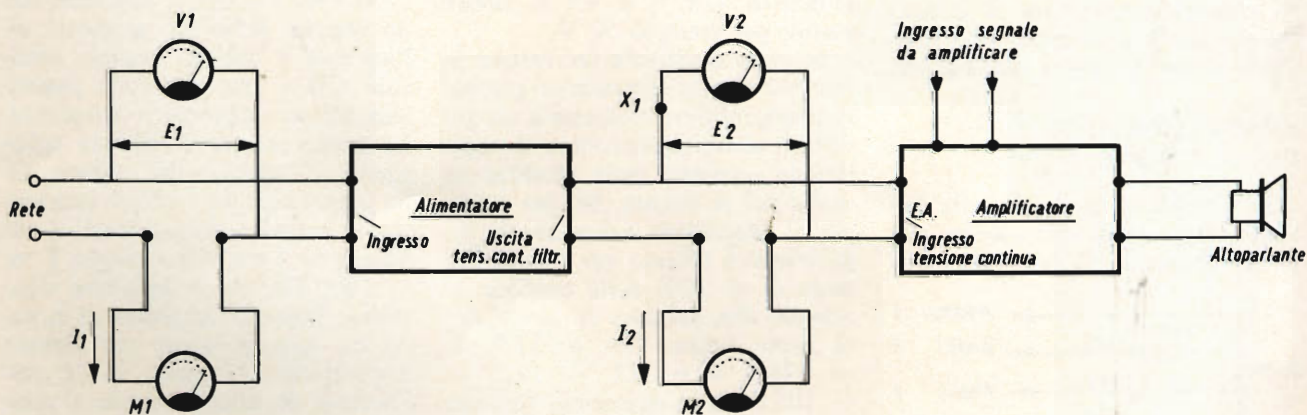 V1
V2
Ingresso segnale
da amplificare
X1
E1
E2
Rete
Alimentatore
Ingresso
Uscita
tens. cont. filtr.
E.A.
Amplificatore
Ingresso
tensione continua
Altoparlante
I1
I2
M1
M2